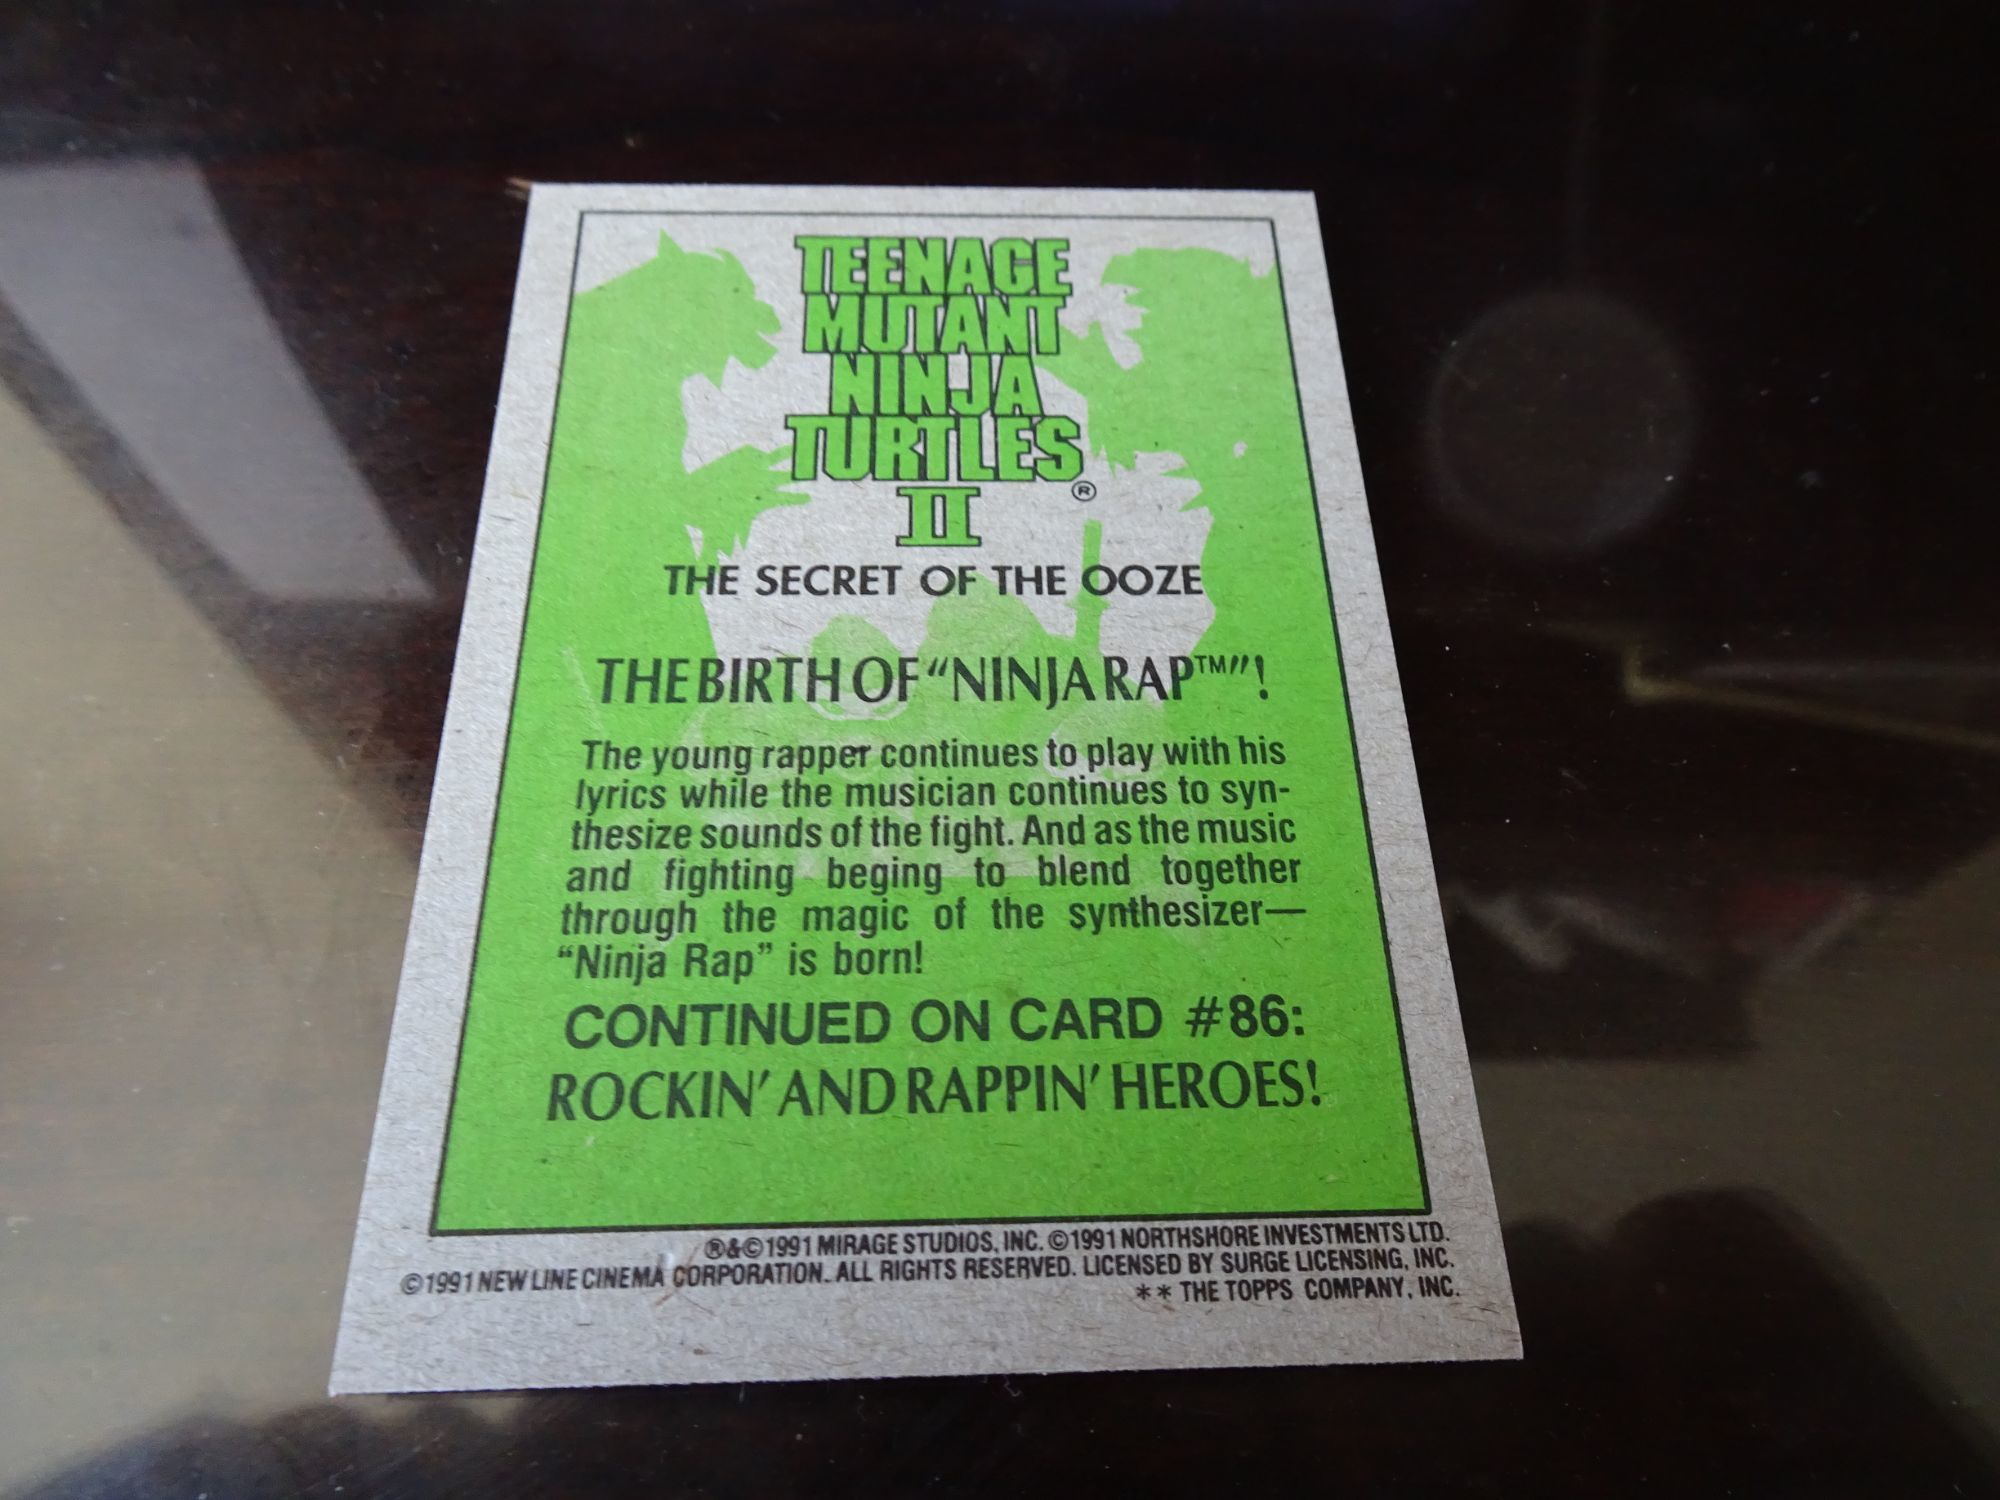 TEENAGE
MUTANT
NINJA
TURTLES®
II
THE SECRET OF THE OOZE
THE BIRTH OF “NINJA RAP™”!
The young rapper continues to play with his
lyrics while the musician continues to syn-
thesize sounds of the fight. And as the music
and fighting beging to blend together
through the magic of the synthesizer—
“Ninja Rap” is born!
CONTINUED ON CARD #86:
ROCKIN’ AND RAPPIN’ HEROES!
®&©1991 MIRAGE STUDIOS, INC. ©1991 NORTHSHORE INVESTMENTS LTD.
©1991 NEW LINE CINEMA CORPORATION. ALL RIGHTS RESERVED. LICENSED BY SURGE LICENSING, INC.
** THE TOPPS COMPANY, INC.